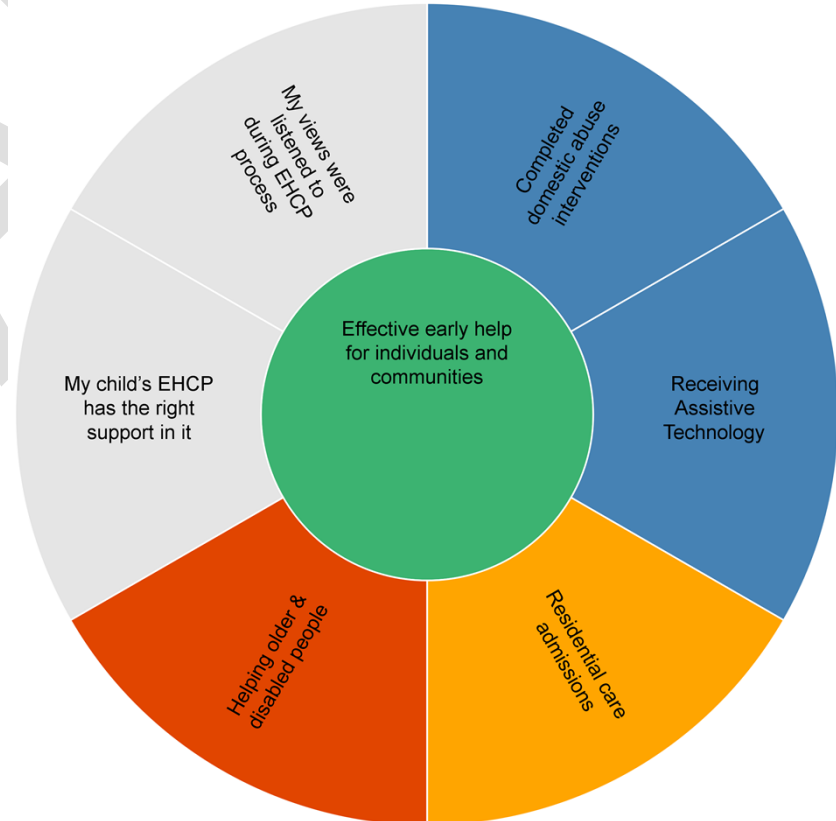 My views were
listened to
during EHCP
process
Completed
domestic abuse
interventions
Effective early help
for individuals and
communities
My child's EHCP
has the right
support in it
Receiving
Assistive
Technology
Helping older &
disabled people
Residential care
admissions